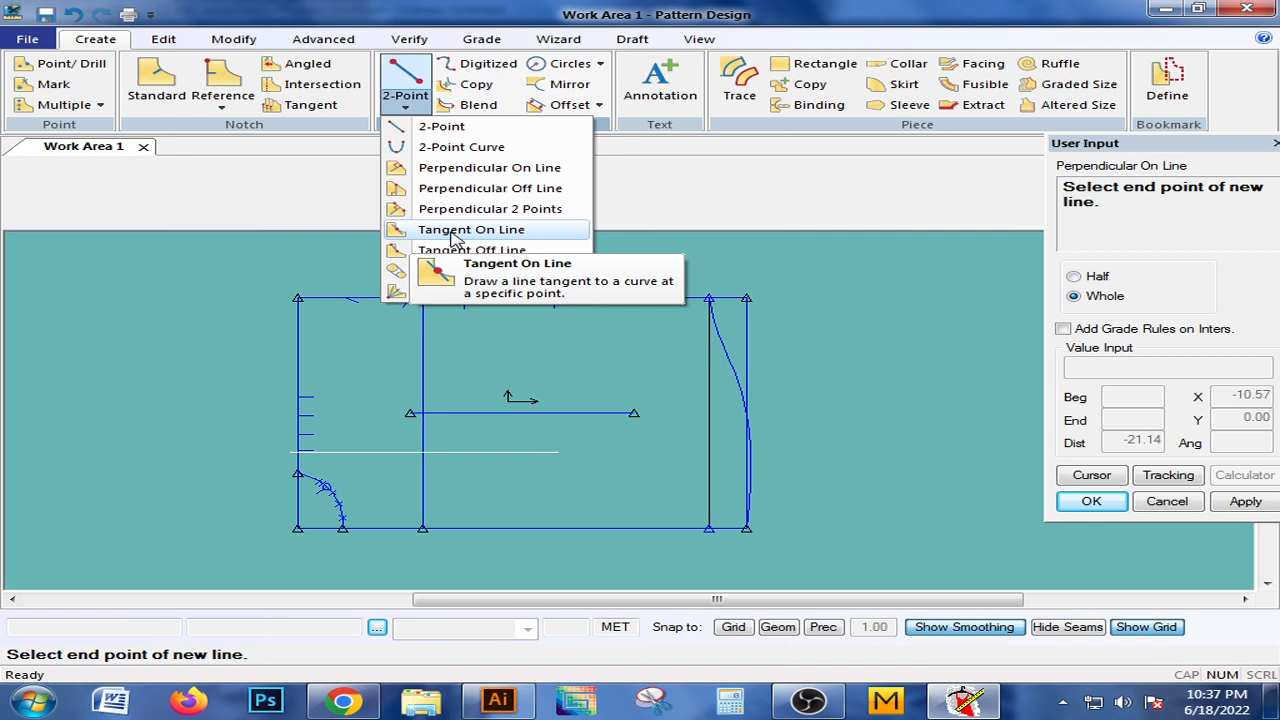 Work Area 1 - Pattern Design
File Create Edit Modify Advanced Verify Grade Wizard Draft View
Point/ Drill
Mark
Multiple
Point
Standard
Reference
Angled
Intersection
Tangent
Notch
2-Point
Digitized
Copy
Blend
Circles
Mirror
Offset
Annotation
Text
Trace
Rectangle
Copy
Binding
Collar
Skirt
Sleeve
Facing
Fusible
Extract
Ruffle
Graded Size
Altered Size
Piece
Define
Bookmark
Work Area 1
2-Point
2-Point Curve
Perpendicular On Line
Perpendicular Off Line
Perpendicular 2 Points
Tangent On Line
Tangent Off Line
Tangent On Line
Draw a line tangent to a curve at
a specific point.
User Input
Perpendicular On Line
Select end point of new
line.
Half
Whole
Add Grade Rules on Inters.
Value Input
Beg X -10.57
End Y 0.00
Dist -21.14 Ang
Cursor Tracking Calculator
OK Cancel Apply
... MET Snap to: Grid Geom Prec 1.00 Show Smoothing Hide Seams Show Grid
Select end point of new line.
Ready CAP NUM SCRL
W Ps Ai M
10:37 PM
6/18/2022